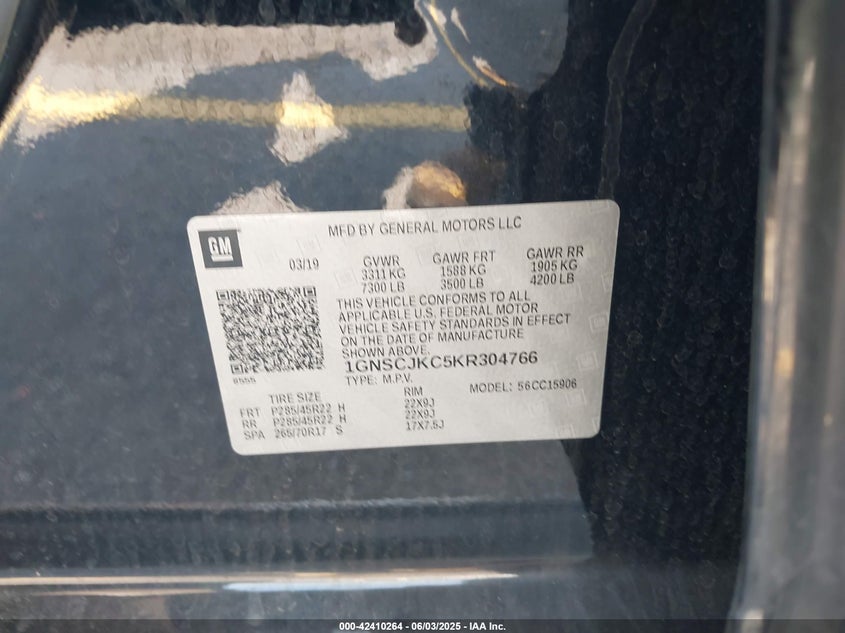 MFD BY GENERAL MOTORS LLC
GM
03/19
GVWR GAWR FRT GAWR RR
3311 KG 1588 KG 1905 KG
7300 LB 3500 LB 4200 LB
THIS VEHICLE CONFORMS TO ALL
APPLICABLE U.S. FEDERAL MOTOR
VEHICLE SAFETY STANDARDS IN EFFECT
ON THE DATE OF MANUFACTURE
SHOWN ABOVE.
1GNSCJKC5KR304766
TYPE: M.P.V. MODEL: 56CC15906
TIRE SIZE RIM
FRT P285/45R22 H 22X9J
RR P285/45R22 H 22X9J
SPA 265/70R17 S 17X7.5J
000-42410264 - 06/03/2025 - IAA Inc.